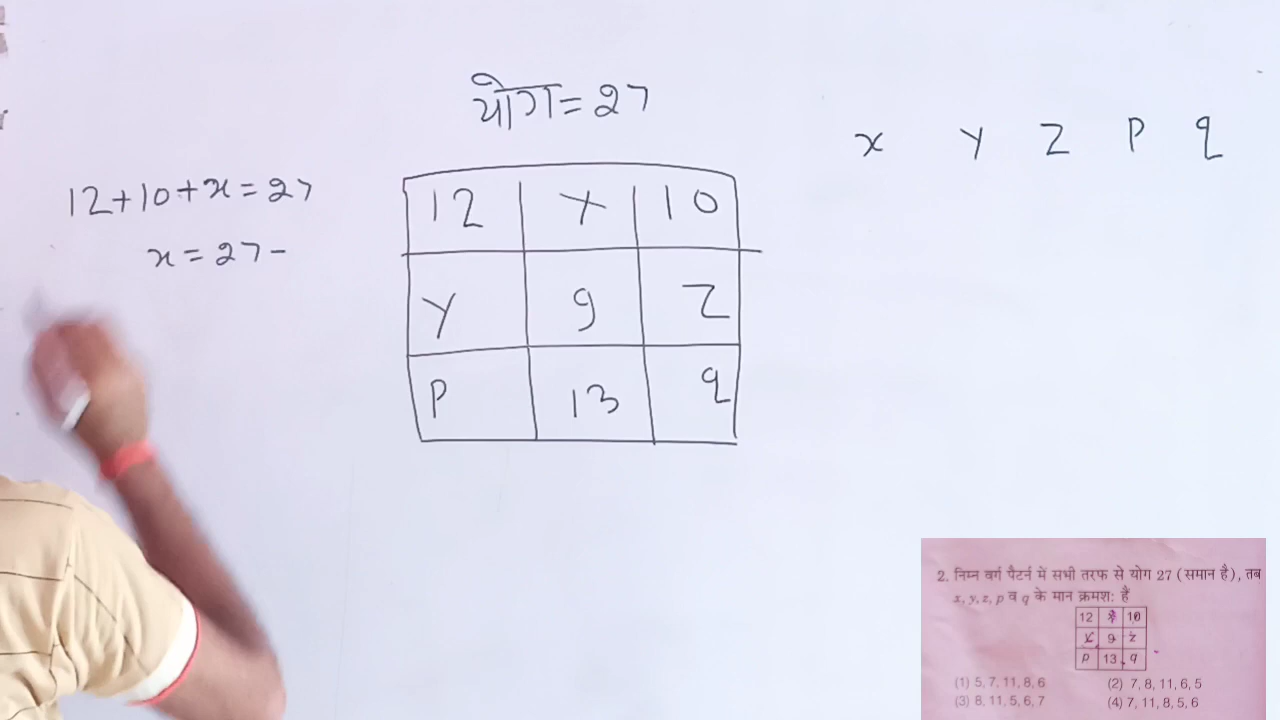 योग = 27
x y z p q
12+10+x = 27
x = 27 -
12 x 10
y 9 z
p 13 q
2. निम्न वर्ग पैटर्न में सभी तरफ से योग 27 (समान है), तब
x, y, z, p व q के मान क्रमश: हैं
12 x 10
y 9 z
p 13 q
(1) 5, 7, 11, 8, 6 (2) 7, 8, 11, 6, 5
(3) 8, 11, 5, 6, 7 (4) 7, 11, 8, 5, 6